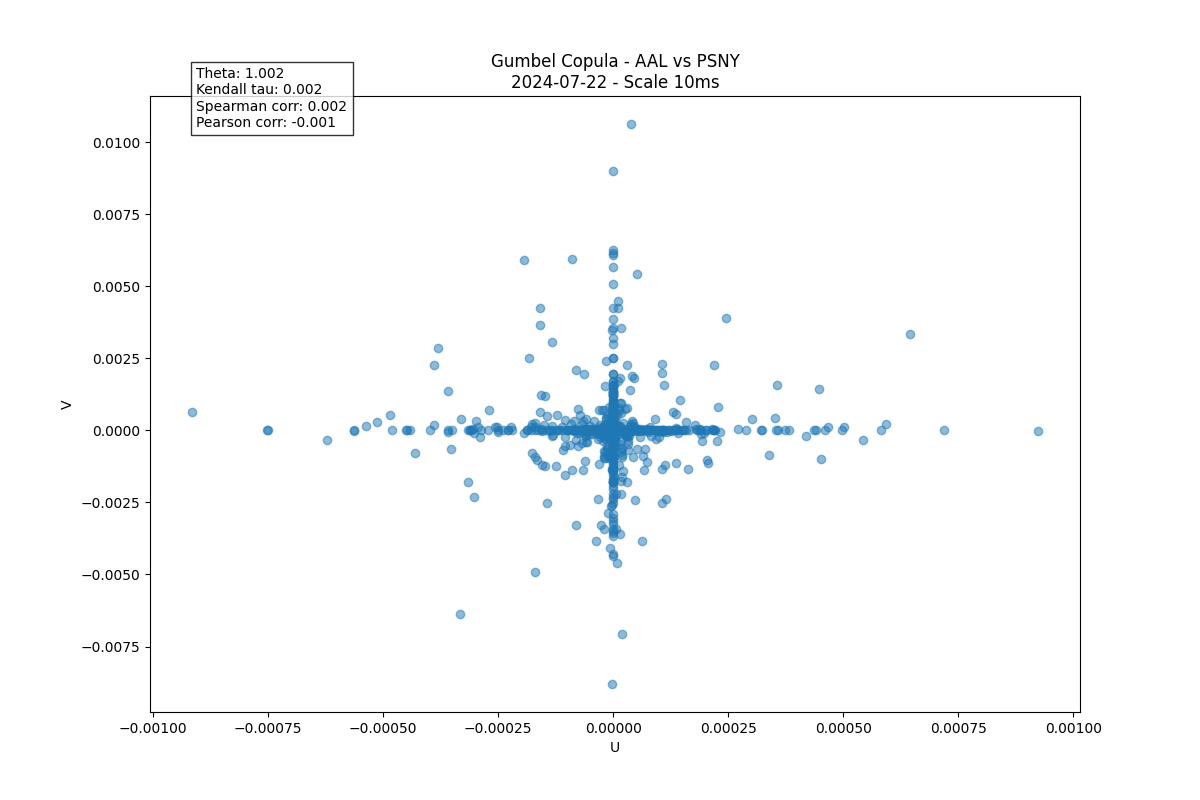 Gumbel Copula - AAL vs PSNY
2024-07-22 - Scale 10ms
Theta: 1.002
Kendall tau: 0.002
Spearman corr: 0.002
Pearson corr: -0.001
0.0100
0.0075
0.0050
0.0025
0.0000
−0.0025
−0.0050
−0.0075
V
−0.00100
−0.00075
−0.00050
−0.00025
0.00000
0.00025
0.00050
0.00075
0.00100
U